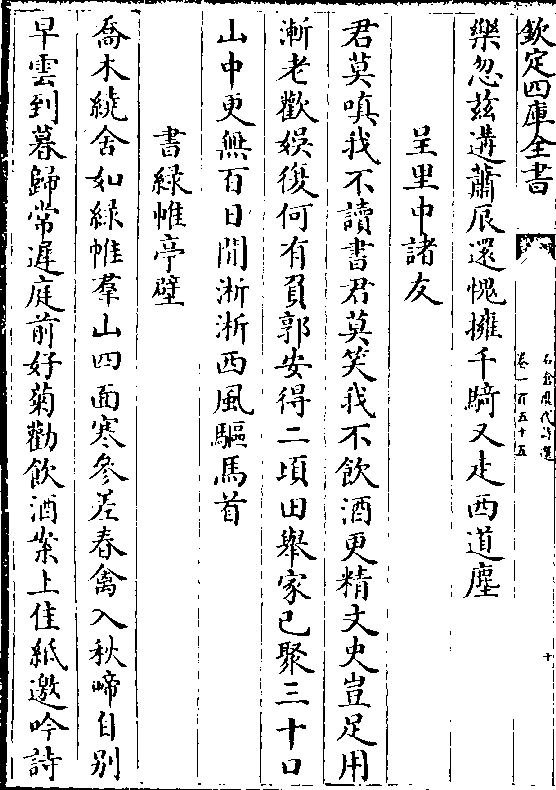 欽定四庫全書
石倉歷代詩選
卷一百五十五
十
樂忽茲遘蕭辰還愧擁千騎又走西道塵
呈里中諸友
君莫嗔我不讀書君莫笑我不飲酒更精文史豈足用
漸老歡娛復何有負郭安得二頃田舉家已聚三十口
山中更無百日閒淅淅西風驅馬首
書緑帷亭壁
喬木繞舍如緑帷羣山四面寒參差春禽入秋啼自别
早雲到暮歸常遲庭前好菊勸飲酒案上佳紙邀吟詩